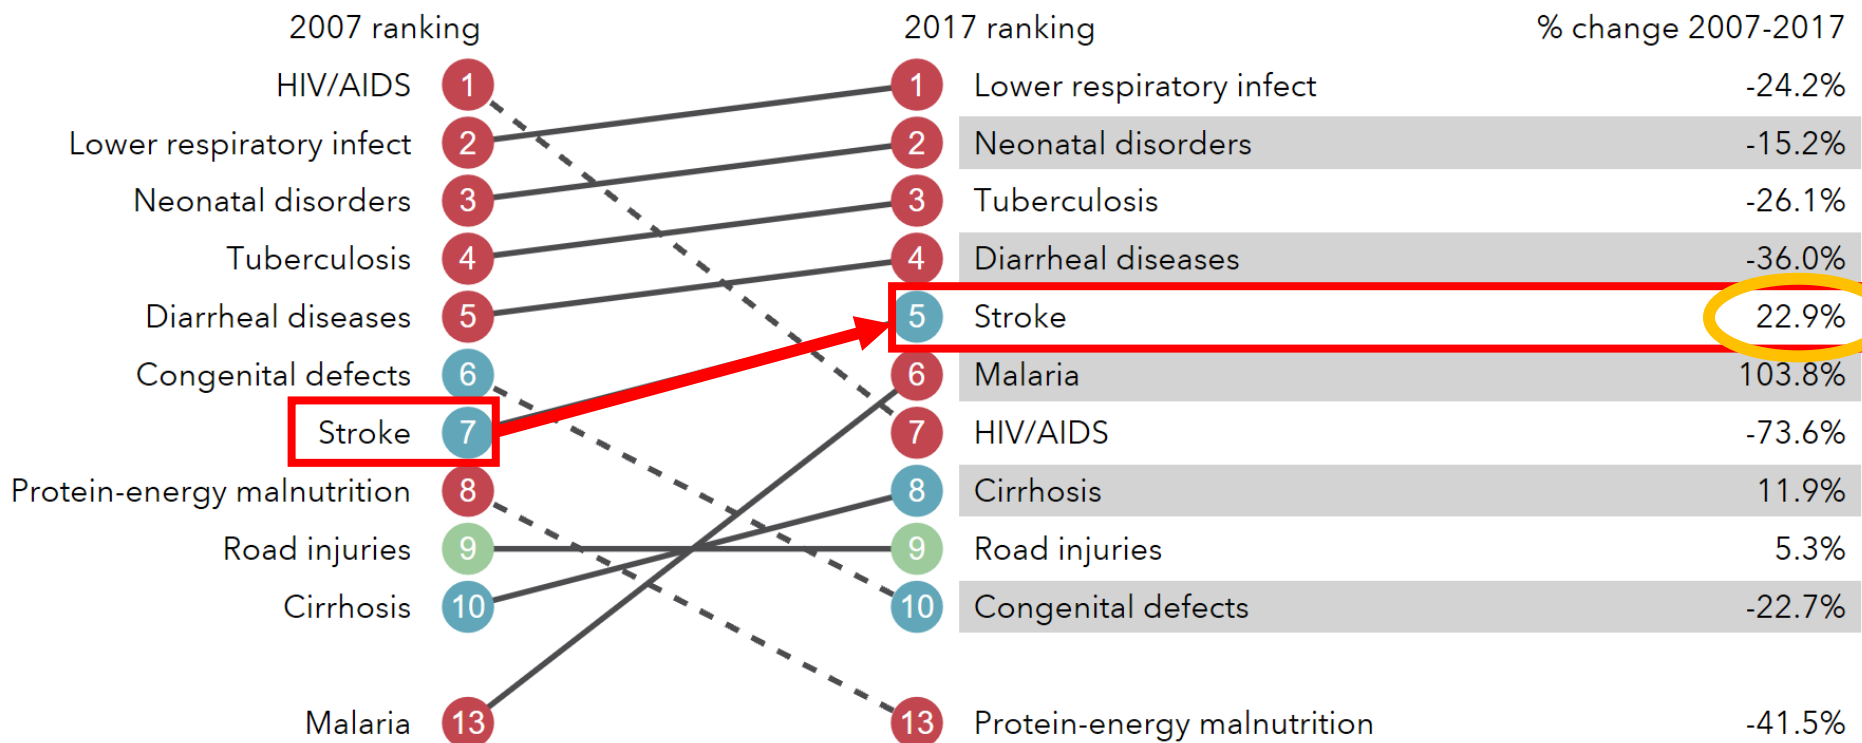 2007 ranking 2017 ranking % change 2007-2017
HIV/AIDS 1 1 Lower respiratory infect -24.2%
Lower respiratory infect 2 2 Neonatal disorders -15.2%
Neonatal disorders 3 3 Tuberculosis -26.1%
Tuberculosis 4 4 Diarrheal diseases -36.0%
Diarrheal diseases 5 5 Stroke 22.9%
Congenital defects 6 6 Malaria 103.8%
Stroke 7 7 HIV/AIDS -73.6%
Protein-energy malnutrition 8 8 Cirrhosis 11.9%
Road injuries 9 9 Road injuries 5.3%
Cirrhosis 10 10 Congenital defects -22.7%
Malaria 13 13 Protein-energy malnutrition -41.5%